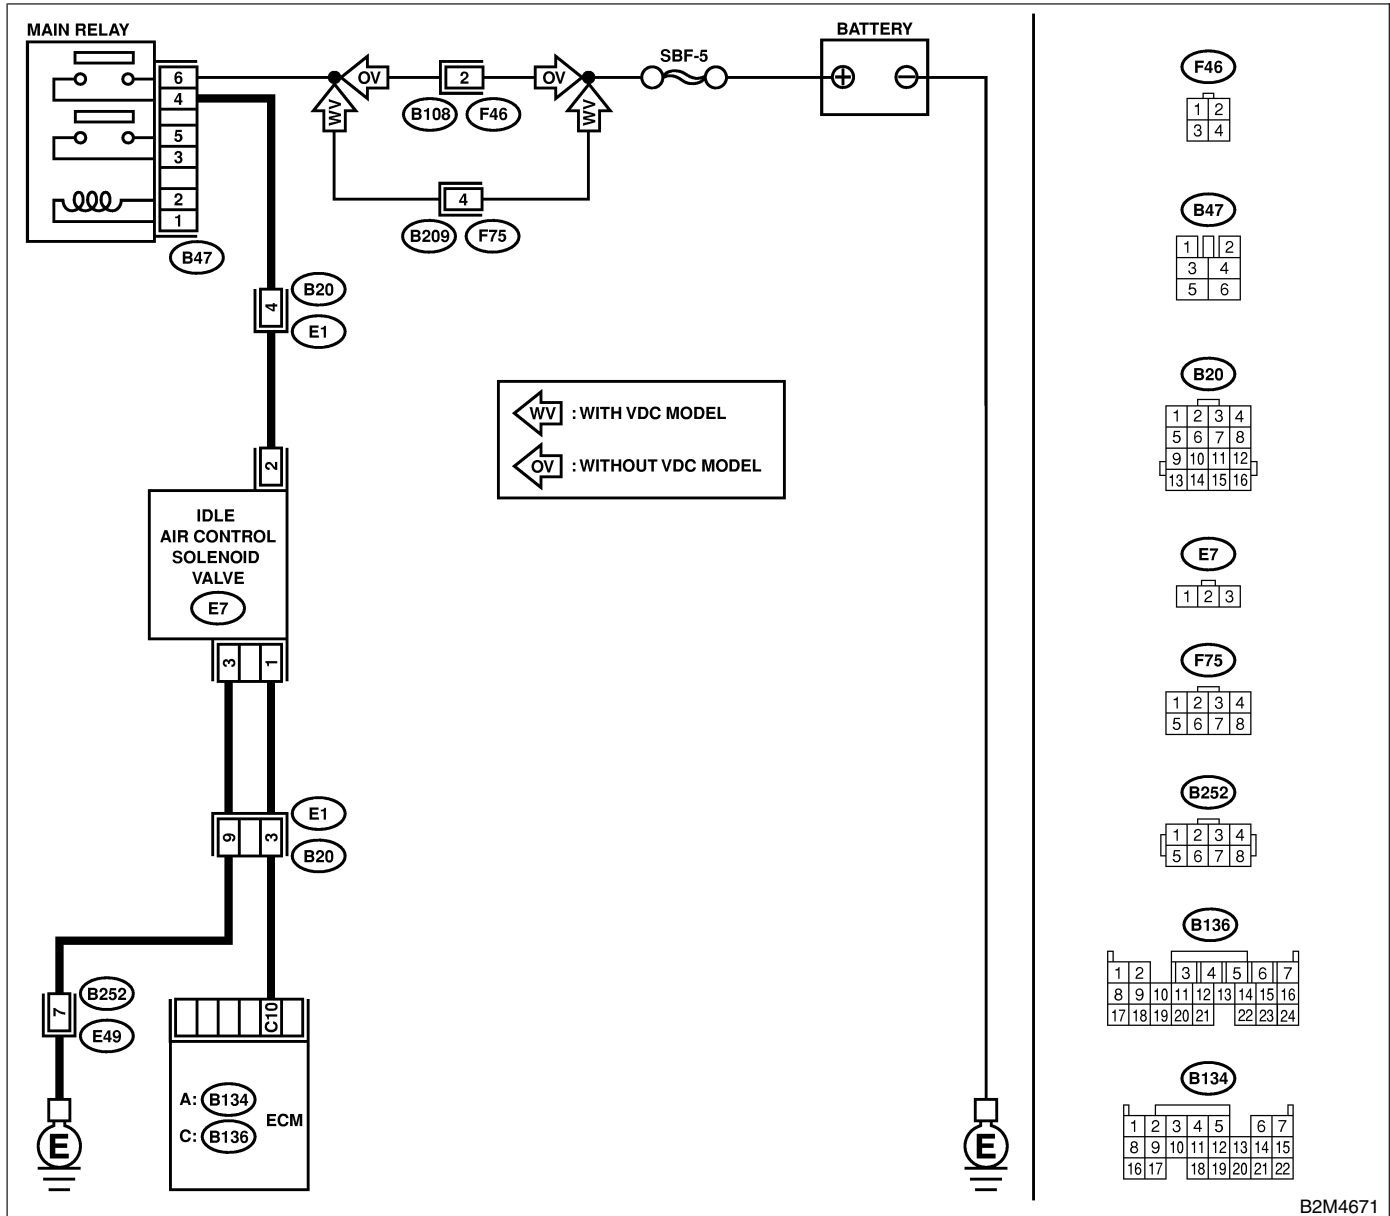 MAIN RELAY
6
4
5
3
2
1
B47
OV
2
OV
B108
F46
WV
WV
4
B209
F75
SBF-5
BATTERY
4
B20
E1
2
IDLE
AIR CONTROL
SOLENOID
VALVE
E7
3
1
E1
9
3
B20
B252
7
E49
E
C10
A: B134
C: B136
ECM
WV : WITH VDC MODEL
OV : WITHOUT VDC MODEL
E
F46
1 2
3 4
B47
1 2
3 4
5 6
B20
1 2 3 4
5 6 7 8
9 10 11 12
13 14 15 16
E7
1 2 3
F75
1 2 3 4
5 6 7 8
B252
1 2 3 4
5 6 7 8
B136
1 2 3 4 5 6 7
8 9 10 11 12 13 14 15 16
17 18 19 20 21 22 23 24
B134
1 2 3 4 5 6 7
8 9 10 11 12 13 14 15
16 17 18 19 20 21 22
B2M4671